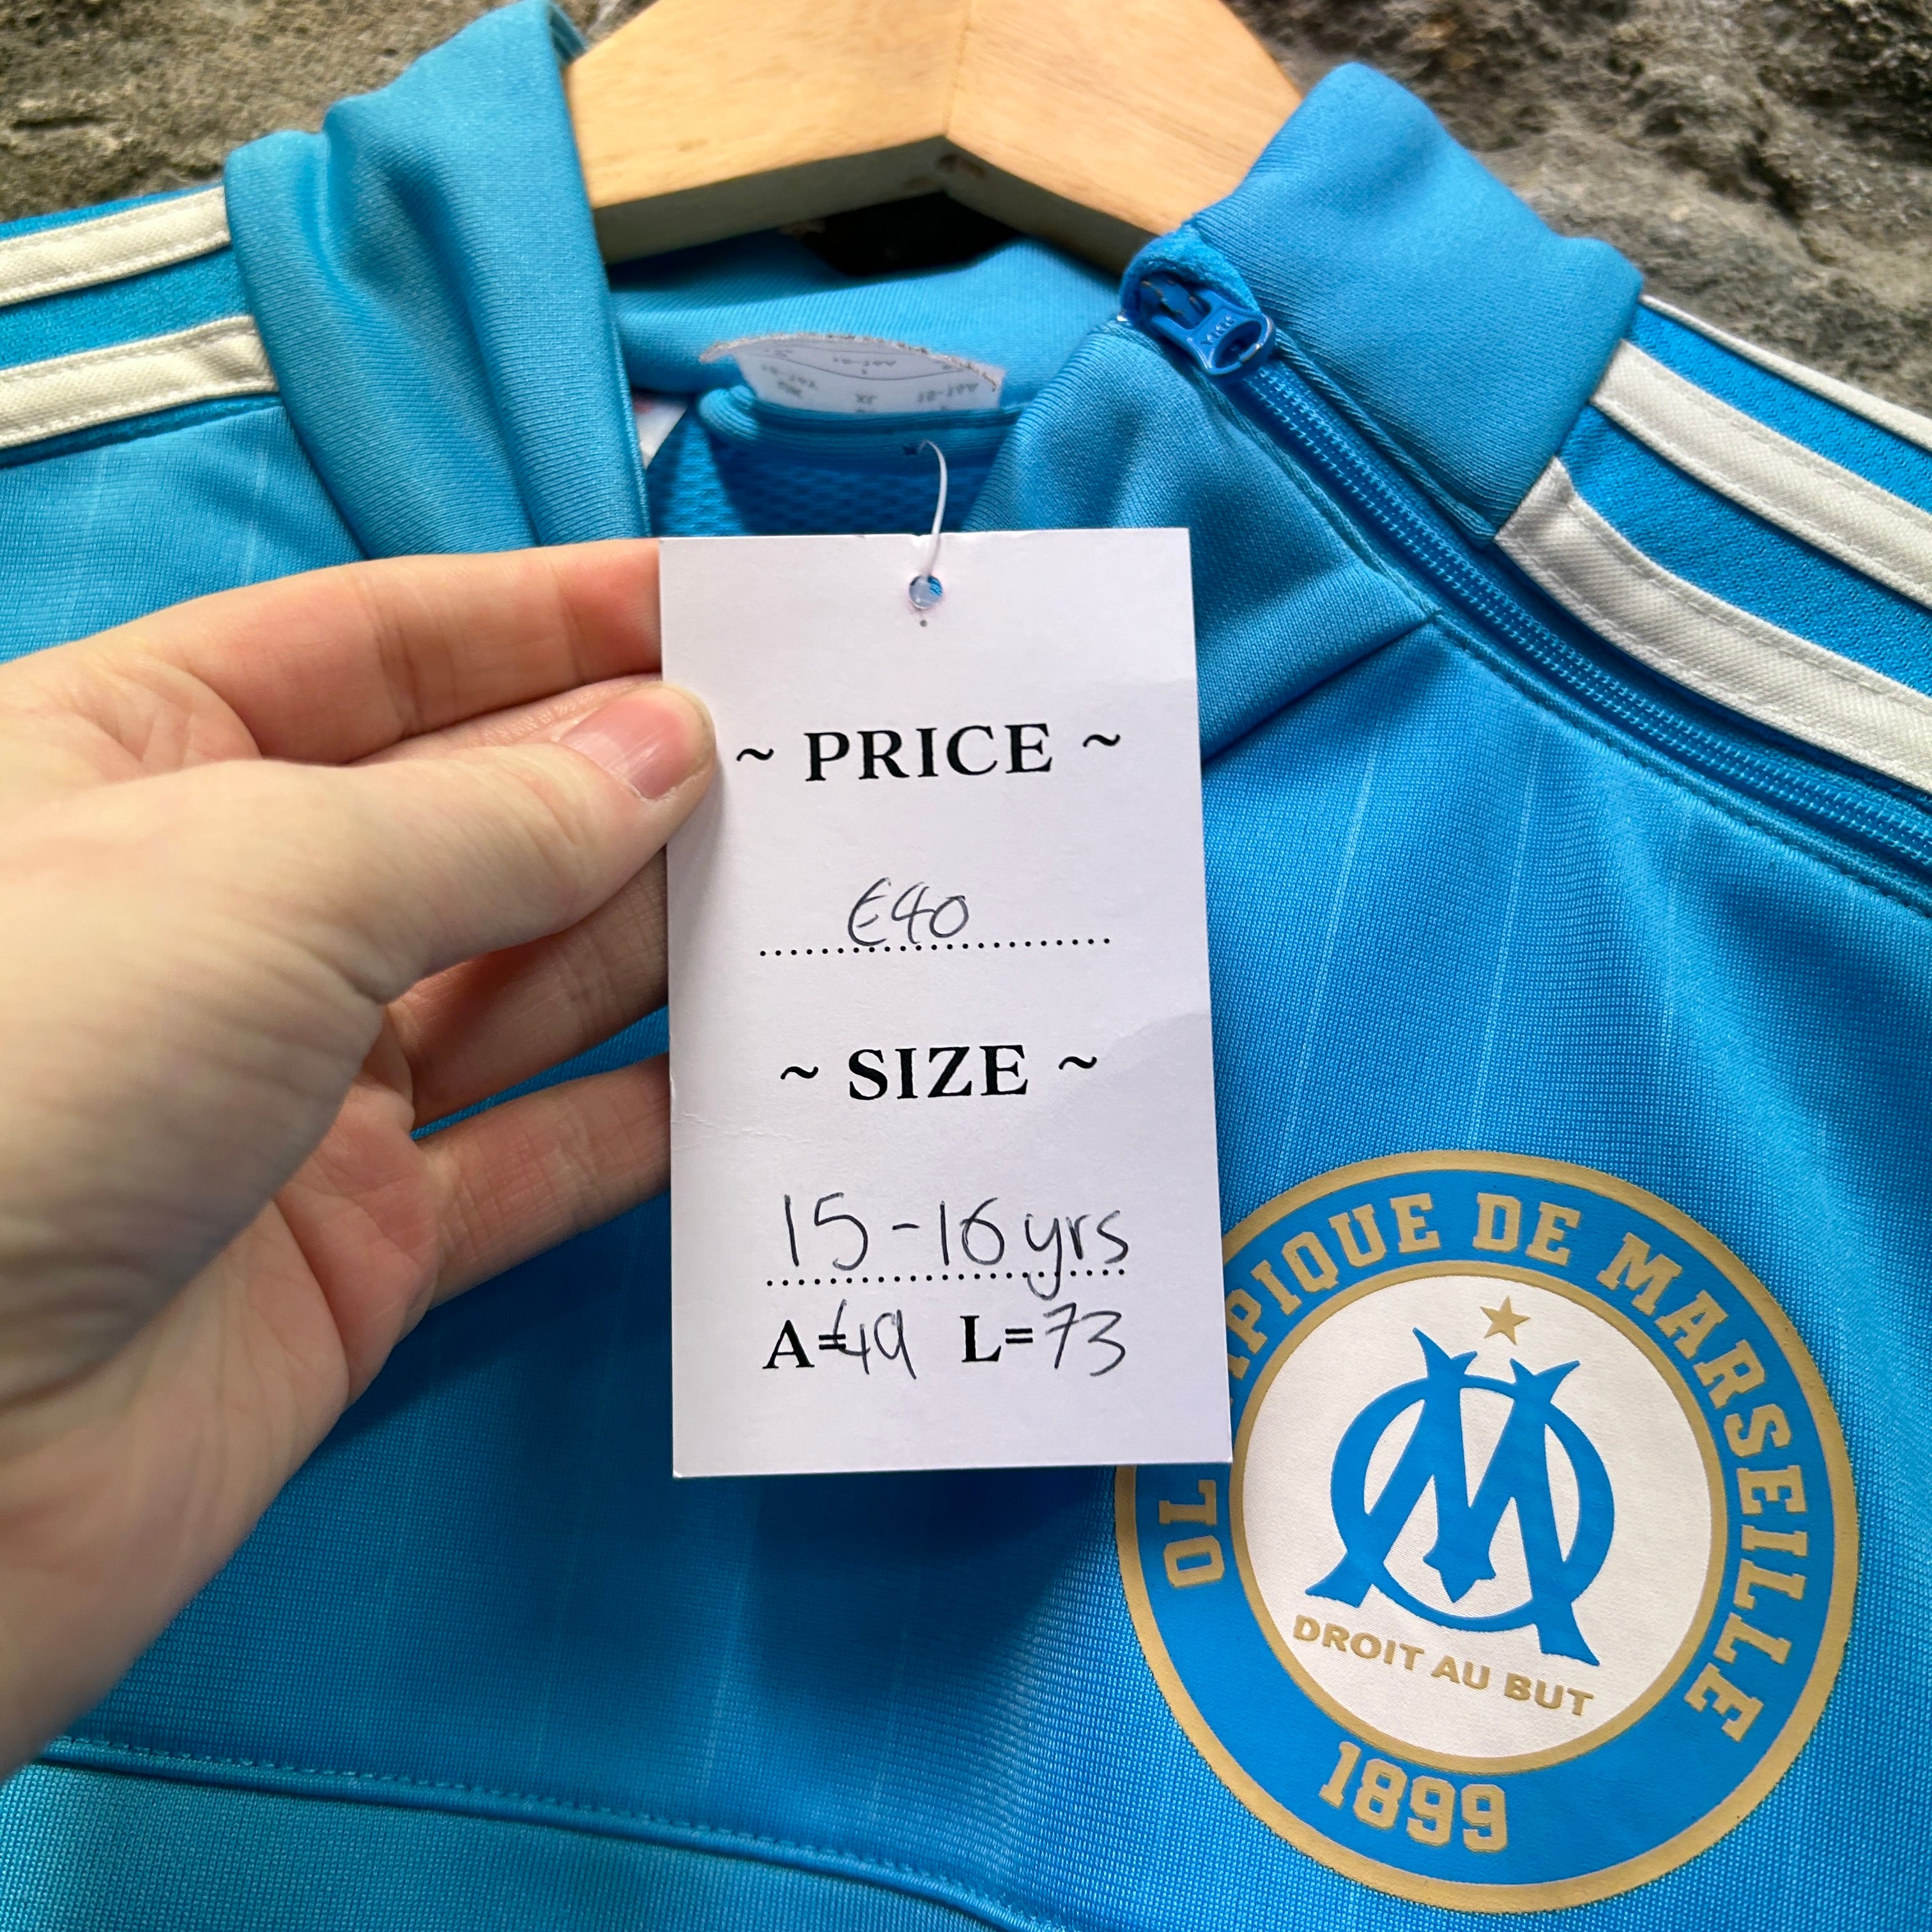 ~ PRICE ~
€40
~ SIZE ~
15-16yrs
A=49 L=73
OLYMPIQUE DE MARSEILLE
DROIT AU BUT
1899